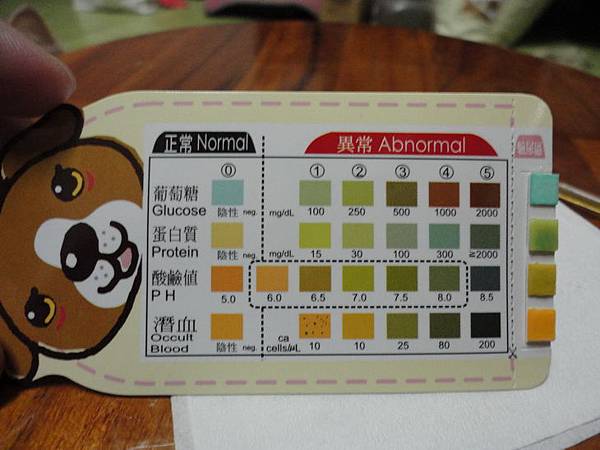 正常 Normal 異常 Abnormal
⓪ ① ② ③ ④ ⑤
葡萄糖
Glucose 陰性 neg. mg/dL 100 250 500 1000 2000
蛋白質
Protein 陰性 neg. mg/dL 15 30 100 300 ≥2000
酸鹼值
PH 5.0 6.0 6.5 7.0 7.5 8.0 8.5
潛血
Occult
Blood 陰性 neg. ca
cells/μL 10 10 25 80 200